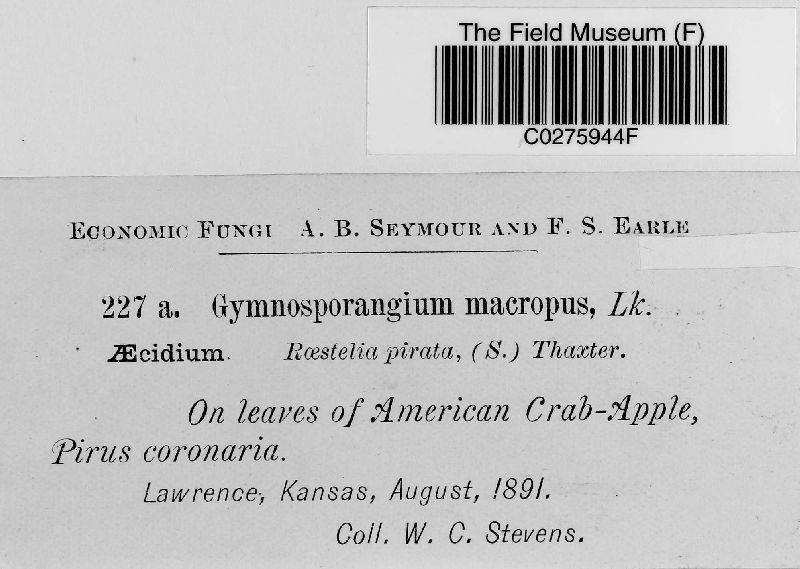 The Field Museum (F)
C0275944F
Economic Fungi A. B. Seymour and F. S. Earle
227 a. Gymnosporangium macropus, Lk.
Æcidium. Rœstelia pirata, (S.) Thaxter.
On leaves of American Crab-Apple,
Pirus coronaria.
Lawrence, Kansas, August, 1891.
Coll. W. C. Stevens.